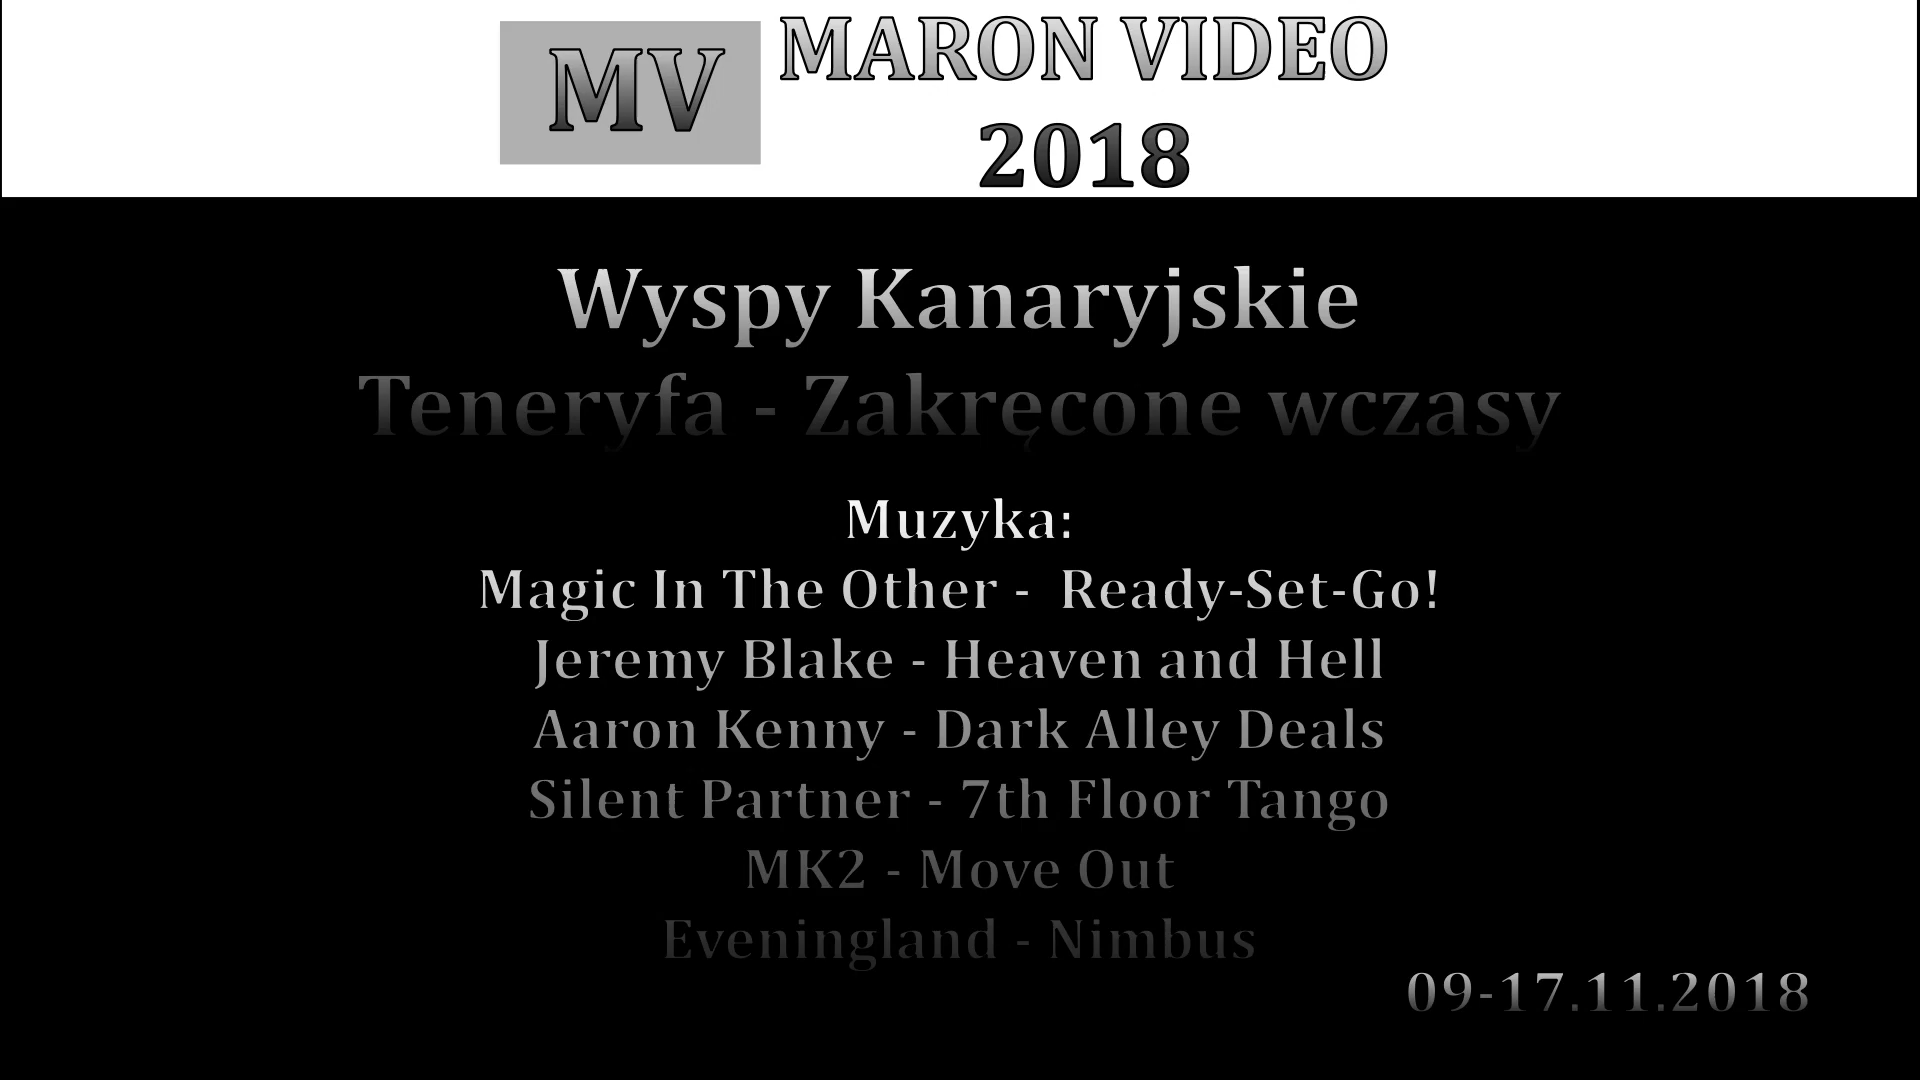 MV
MARON VIDEO
2018
Wyspy Kanaryjskie
Teneryfa - Zakręcone wczasy
Muzyka:
Magic In The Other - Ready-Set-Go!
Jeremy Blake - Heaven and Hell
Aaron Kenny - Dark Alley Deals
Silent Partner - 7th Floor Tango
MK2 - Move Out
Eveningland - Nimbus
09-17.11.2018